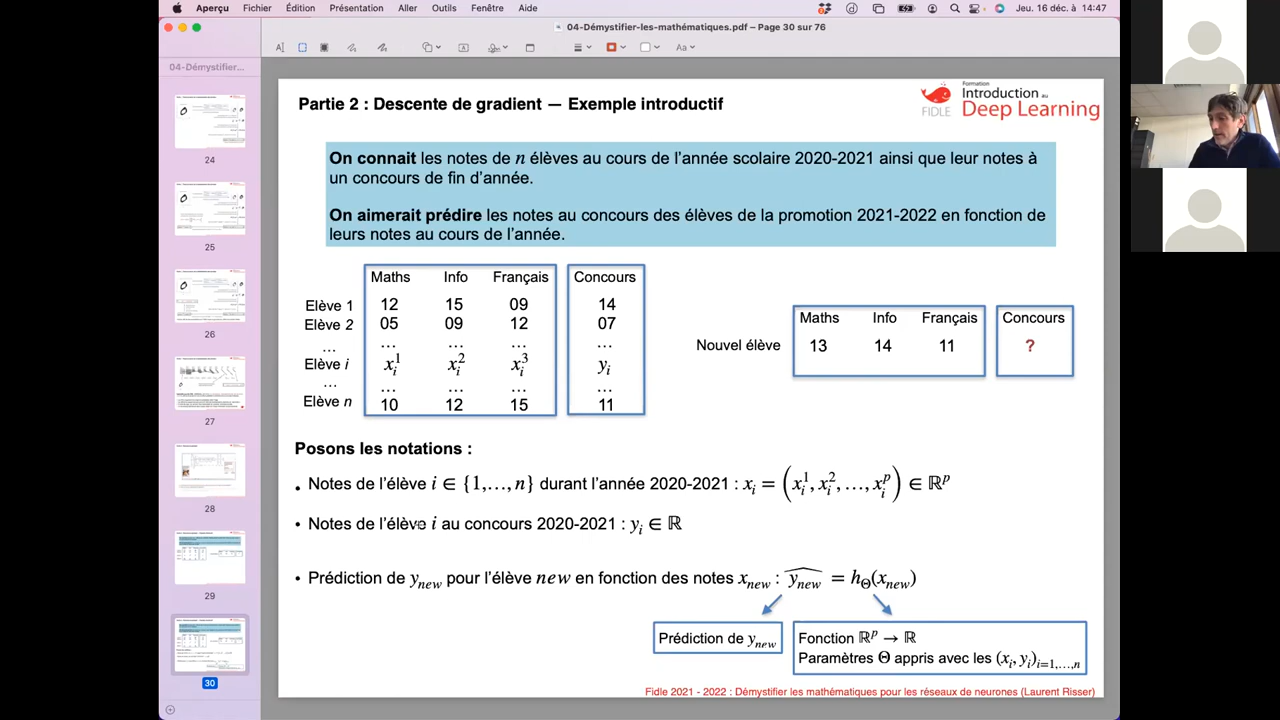 Aperçu Fichier Édition Présentation Aller Outils Fenêtre Aide Jeu. 16 déc. à 14:47
04-Démystifier-les-mathématiques.pdf — Page 30 sur 76
04-Démystifier...
24
25
26
27
28
29
30
Partie 2 : Descente de gradient — Exemple introductif
FIDLE
Formation
Introduction au
Deep Learning
On connait les notes de n élèves au cours de l'année scolaire 2020-2021 ainsi que leur notes à
un concours de fin d'année.
On aimerait prédire les notes au concours des élèves de la promotion 2021-2022 en fonction de
leurs notes au cours de l'année.
Maths Info Français Concours
Elève 1 12 15 09 14
Elève 2 05 09 12 07
... ... ... ... ...
Elève i x_i^1 x_i^2 x_i^3 y_i
... ... ... ... ...
Elève n 10 12 15 11
Maths Info Français Concours
Nouvel élève 13 14 11 ?
Posons les notations :
• Notes de l'élève i ∈ {1,…,n} durant l'année 2020-2021 : x_i = (x_i^1, x_i^2, …, x_i^p) ∈ ℝ^p
• Notes de l'élève i au concours 2020-2021 : y_i ∈ ℝ
• Prédiction de y_new pour l'élève new en fonction des notes x_new : ŷ_new = h_Θ(x_new)
Prédiction de y_new
Fonction ℝ^p → ℝ
Paramètres Θ appris avec les (x_i, y_i)_{i=1,…,n}
Fidle 2021 - 2022 : Démystifier les mathématiques pour les réseaux de neurones (Laurent Risser)